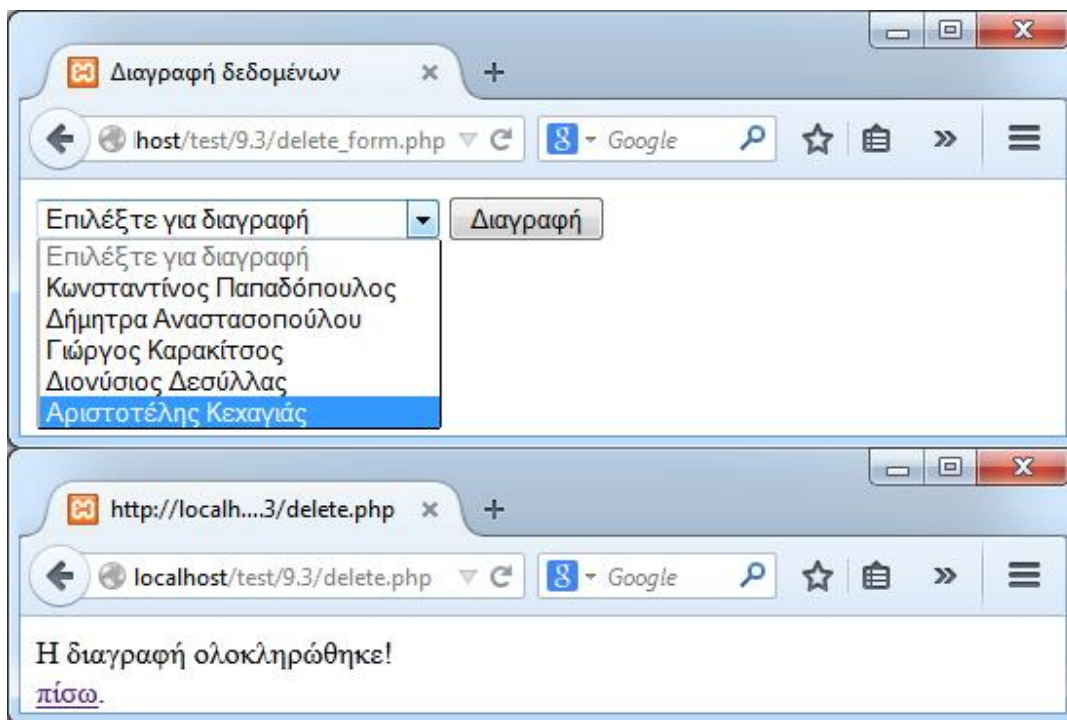 Διαγραφή δεδομένων
host/test/9.3/delete_form.php
Google
Επιλέξτε για διαγραφή
Διαγραφή
Επιλέξτε για διαγραφή
Κωνσταντίνος Παπαδόπουλος
Δήμητρα Αναστασοπούλου
Γιώργος Καρακίτσος
Διονύσιος Δεσύλλας
Αριστοτέλης Κεχαγιάς
http://localh....3/delete.php
localhost/test/9.3/delete.php
Google
Η διαγραφή ολοκληρώθηκε!
πίσω.